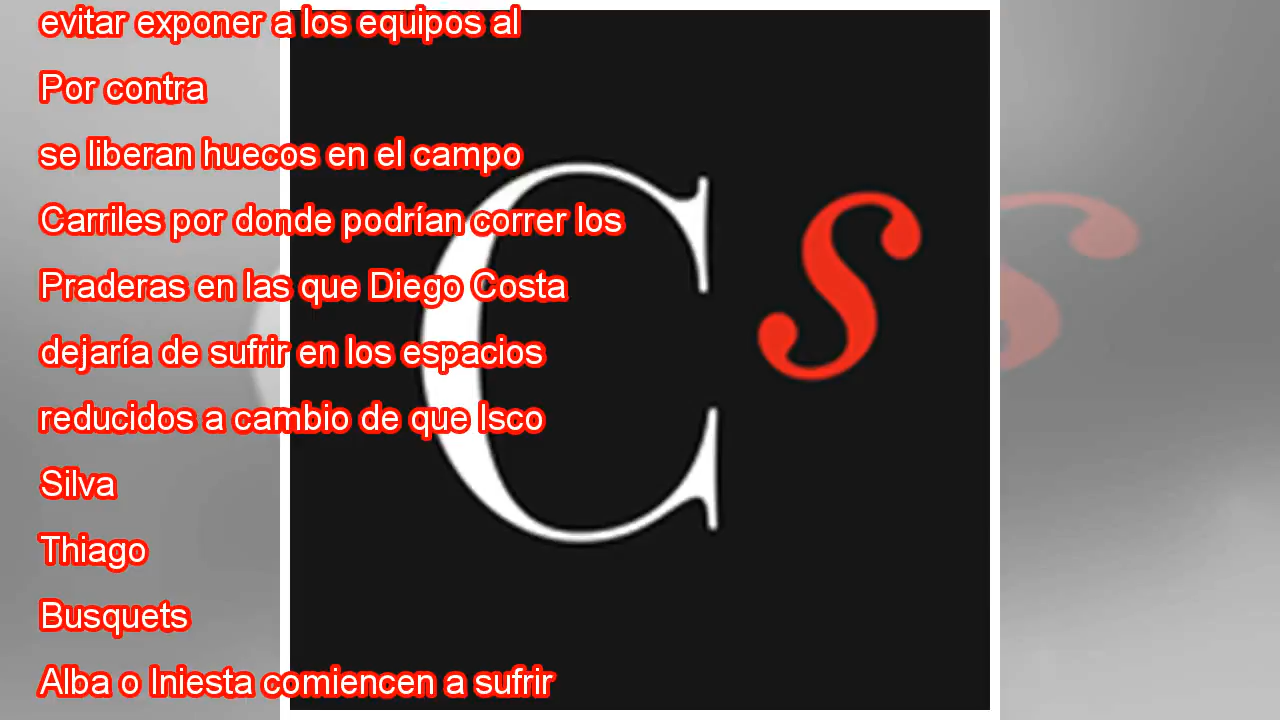 evitar exponer a los equipos al
Por contra
se liberan huecos en el campo
Carriles por donde podrían correr los
Praderas en las que Diego Costa
dejaría de sufrir en los espacios
reducidos a cambio de que Isco
Silva
Thiago
Busquets
Alba o Iniesta comiencen a sufrir
C s